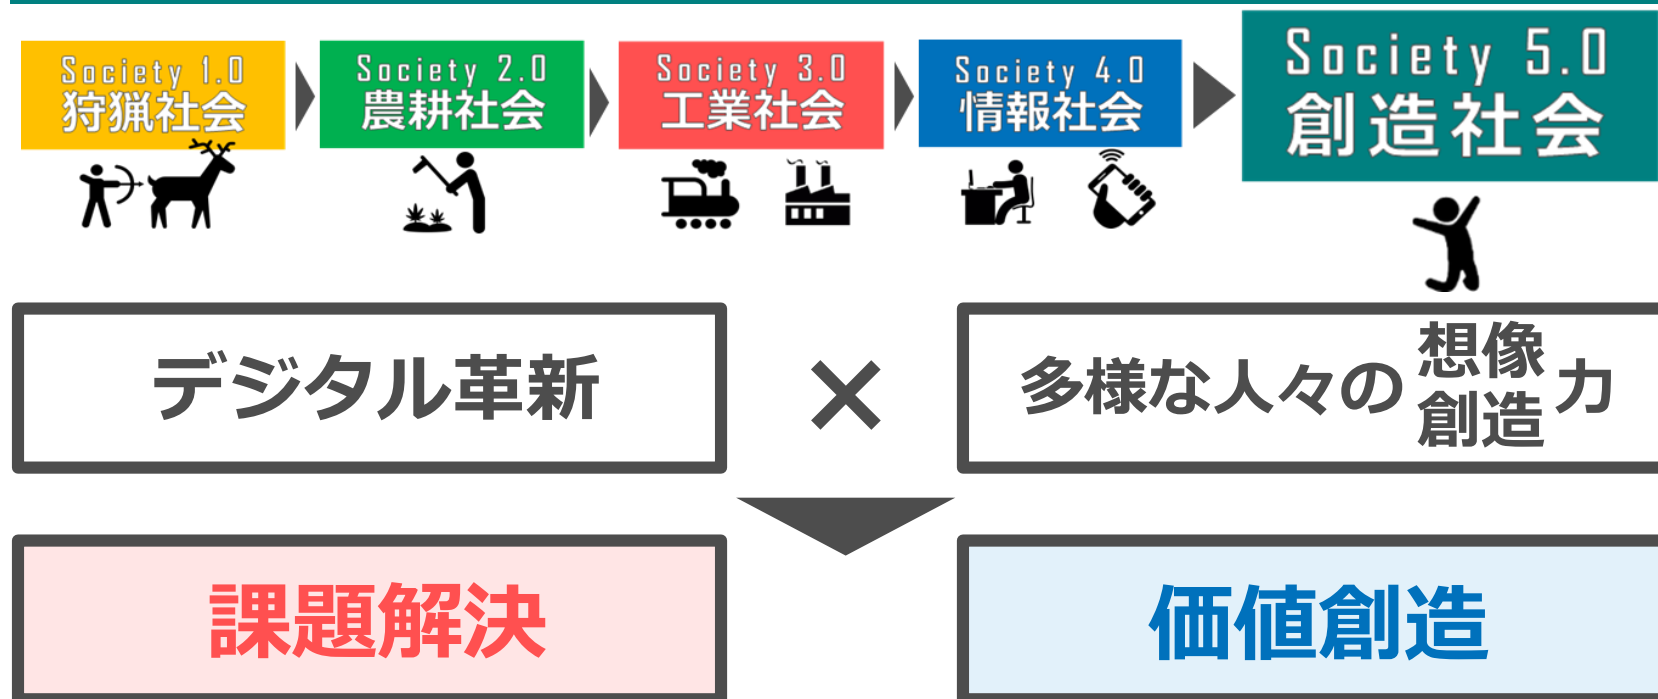 Society 1.0
狩猟社会
Society 2.0
農耕社会
Society 3.0
工業社会
Society 4.0
情報社会
Society 5.0
創造社会
デジタル革新
×
多様な人々の想像力
創造
課題解決
価値創造